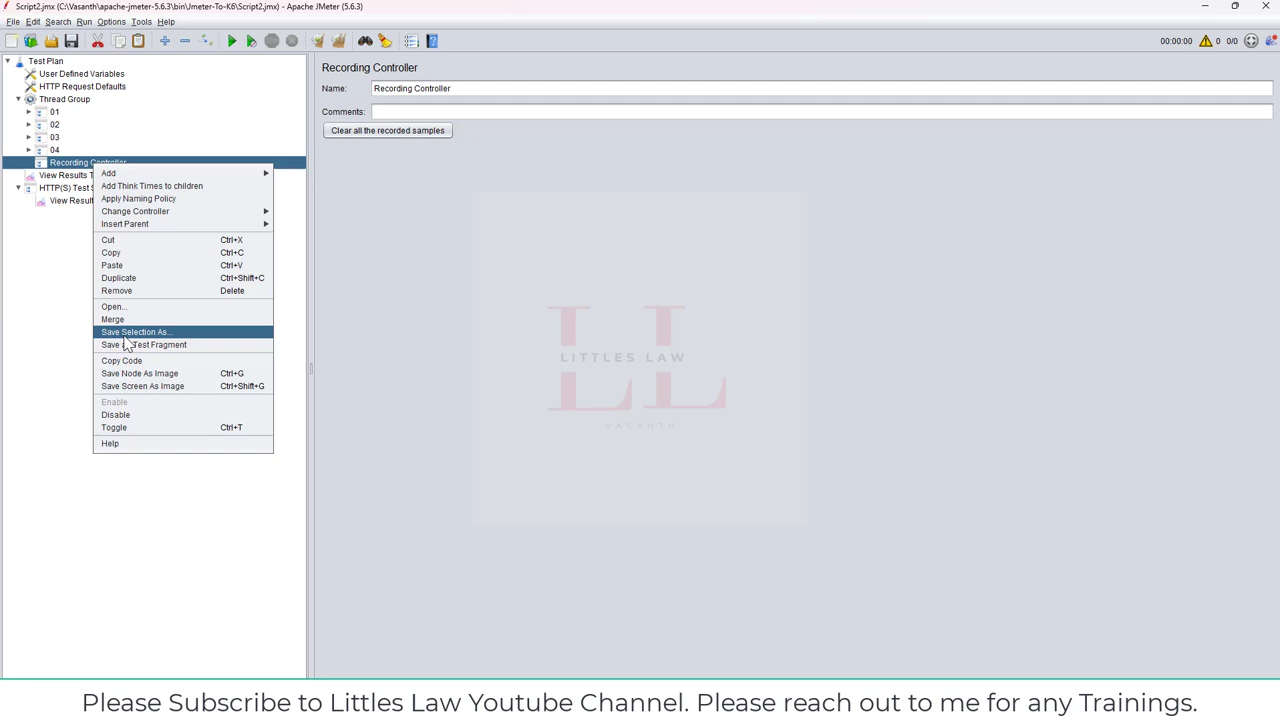 Script2.jmx (C:\Vasanth\apache-jmeter-5.6.3\bin\Jmeter-To-K6\Script2.jmx) - Apache JMeter (5.6.3)
File Edit Search Run Options Tools Help
00:00:00 0 0/0
Test Plan
User Defined Variables
HTTP Request Defaults
Thread Group
01
02
03
04
Recording Controller
View Results T
HTTP(S) Test S
View Resul
Add
Add Think Times to children
Apply Naming Policy
Change Controller
Insert Parent
Cut Ctrl+X
Copy Ctrl+C
Paste Ctrl+V
Duplicate Ctrl+Shift+C
Remove Delete
Open...
Merge
Save Selection As...
Save Test Fragment
Copy Code
Save Node As Image Ctrl+G
Save Screen As Image Ctrl+Shift+G
Enable
Disable
Toggle Ctrl+T
Help
Recording Controller
Name: Recording Controller
Comments:
Clear all the recorded samples
LITTLES LAW
LL
VASANTH
Please Subscribe to Littles Law Youtube Channel. Please reach out to me for any Trainings.